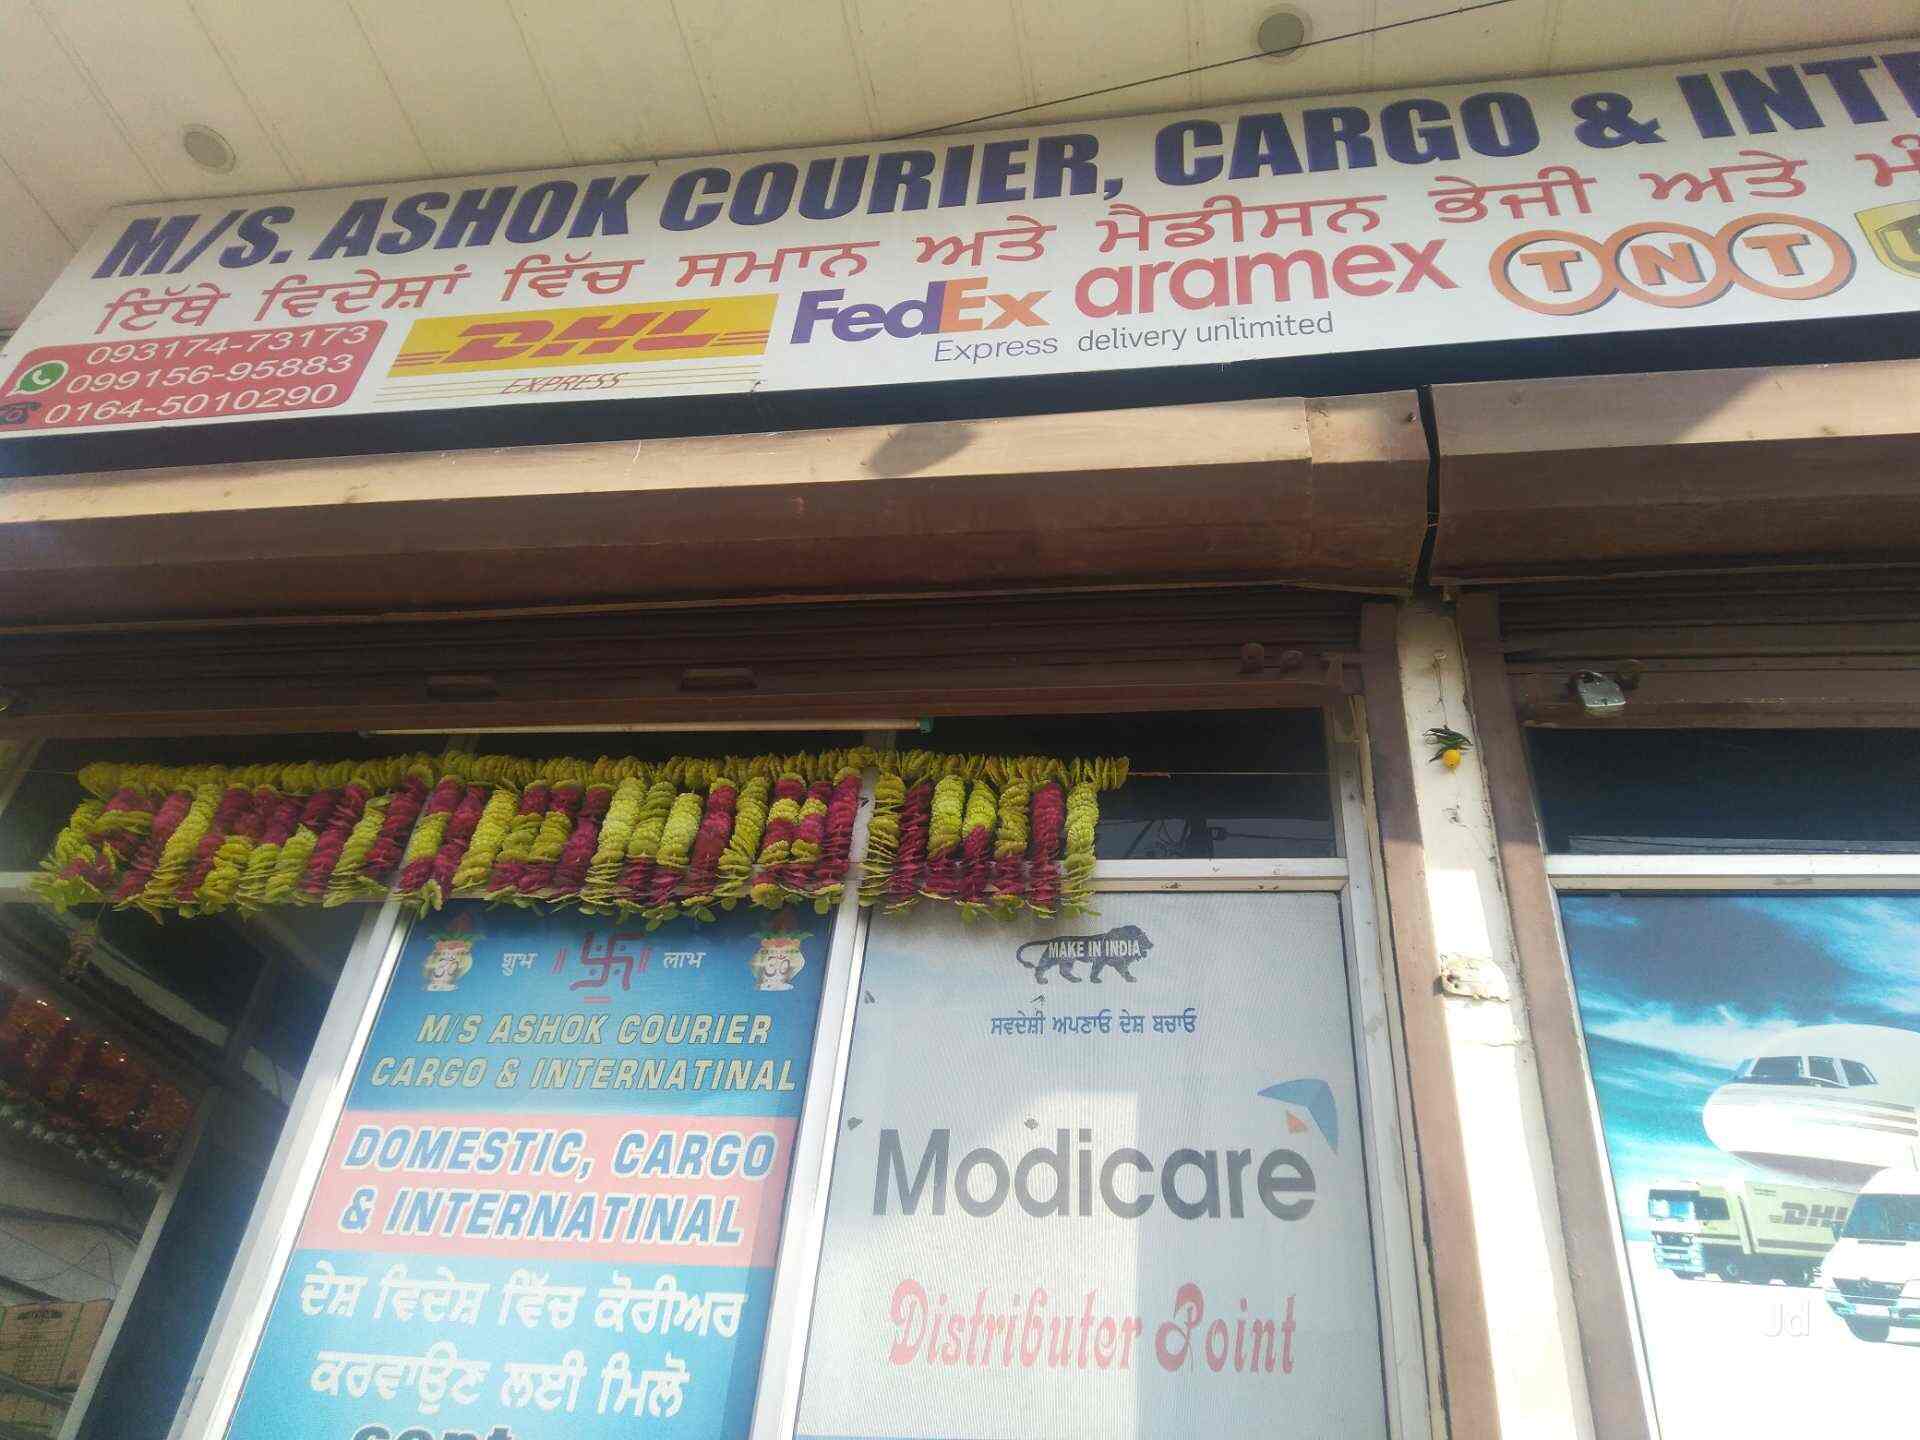 M/S. ASHOK COURIER, CARGO & INT
ਇੱਥੇ ਵਿਦੇਸ਼ਾਂ ਵਿੱਚ ਸਮਾਨ ਅਤੇ ਮੈਡੀਸਨ ਭੇਜੀ ਅਤੇ
093174-73173
099156-95883
0164-5010290
DHL
EXPRESS
FedEx
Express
aramex
delivery unlimited
TNT
ਸ਼ੁਭ ਲਾਭ
M/S ASHOK COURIER
CARGO & INTERNATINAL
DOMESTIC, CARGO
& INTERNATINAL
ਦੇਸ਼ ਵਿਦੇਸ਼ ਵਿੱਚ ਕੋਰੀਅਰ
ਕਰਵਾਉਣ ਲਈ ਮਿਲੋ
MAKE IN INDIA
ਸਵਦੇਸ਼ੀ ਅਪਣਾਓ ਦੇਸ਼ ਬਚਾਓ
Modicare
Distributer Point
DHL
Jd